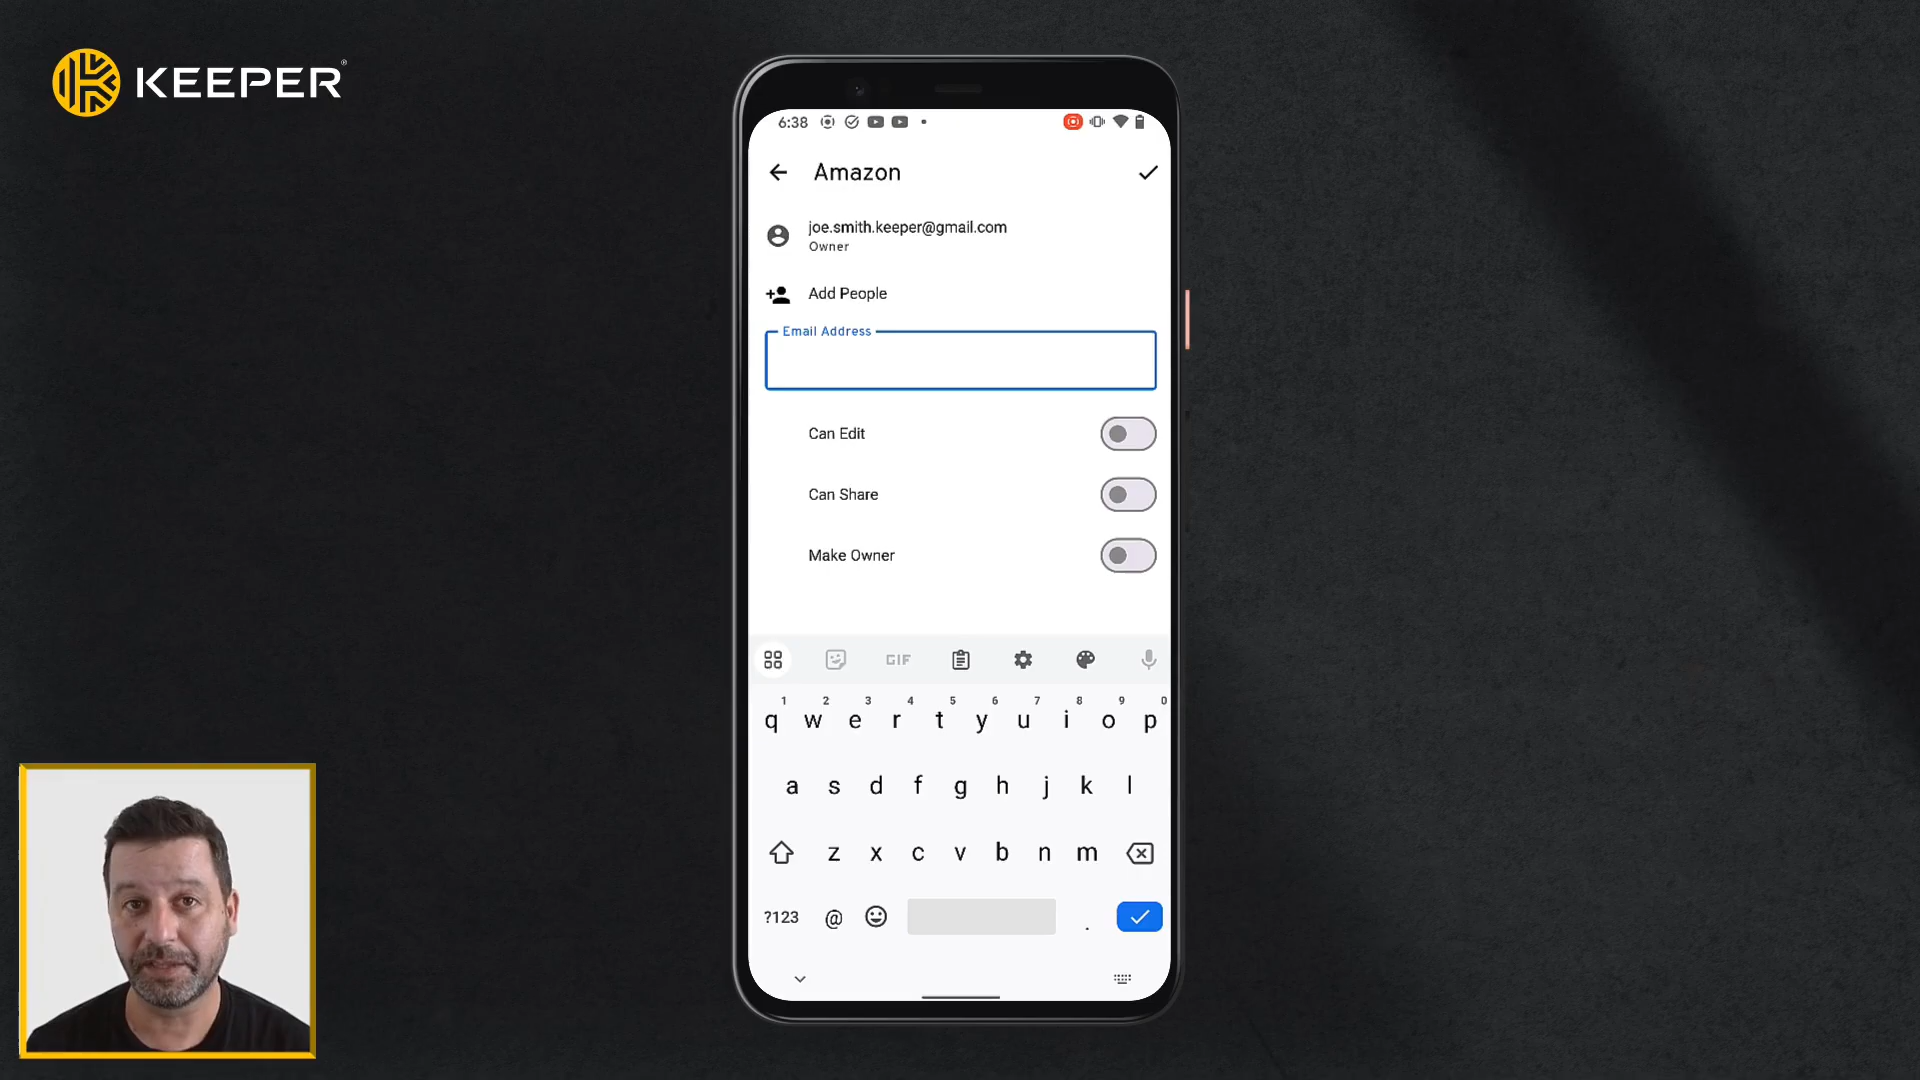 KEEPER®
6:38
Amazon
joe.smith.keeper@gmail.com
Owner
Add People
Email Address
Can Edit
Can Share
Make Owner
GIF
1 2 3 4 5 6 7 8 9 0
q w e r t y u i o p
a s d f g h j k l
z x c v b n m
?123 @ .